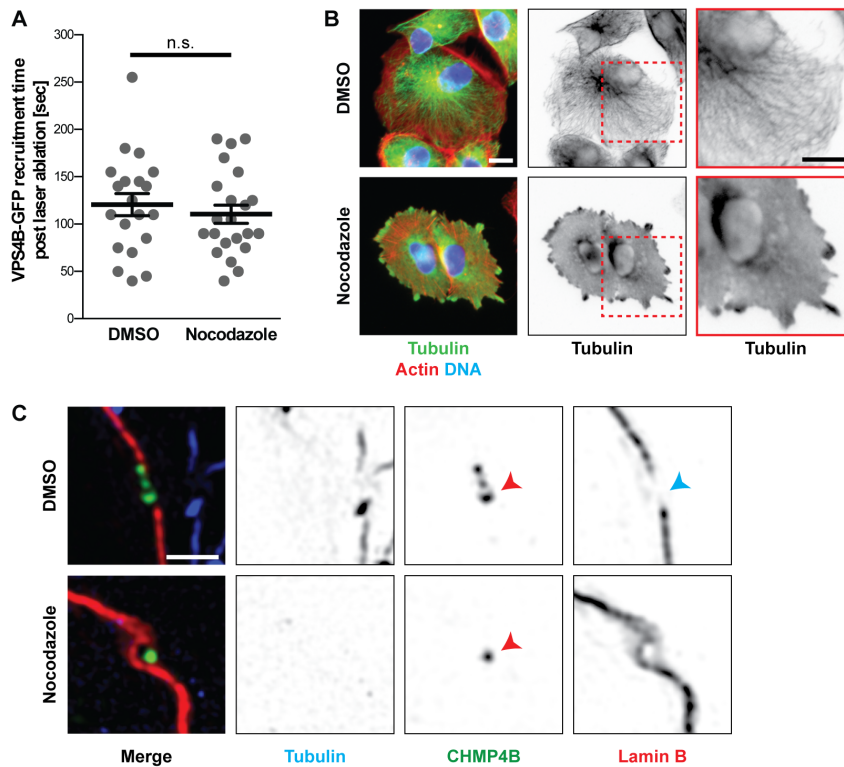 A
n.s.
VPS4B-GFP recruitment time
post laser ablation [sec]
300
250
200
150
100
50
0
DMSO
Nocodazole
B
DMSO
Nocodazole
Tubulin
Actin DNA
Tubulin
Tubulin
C
DMSO
Nocodazole
Merge
Tubulin
CHMP4B
Lamin B